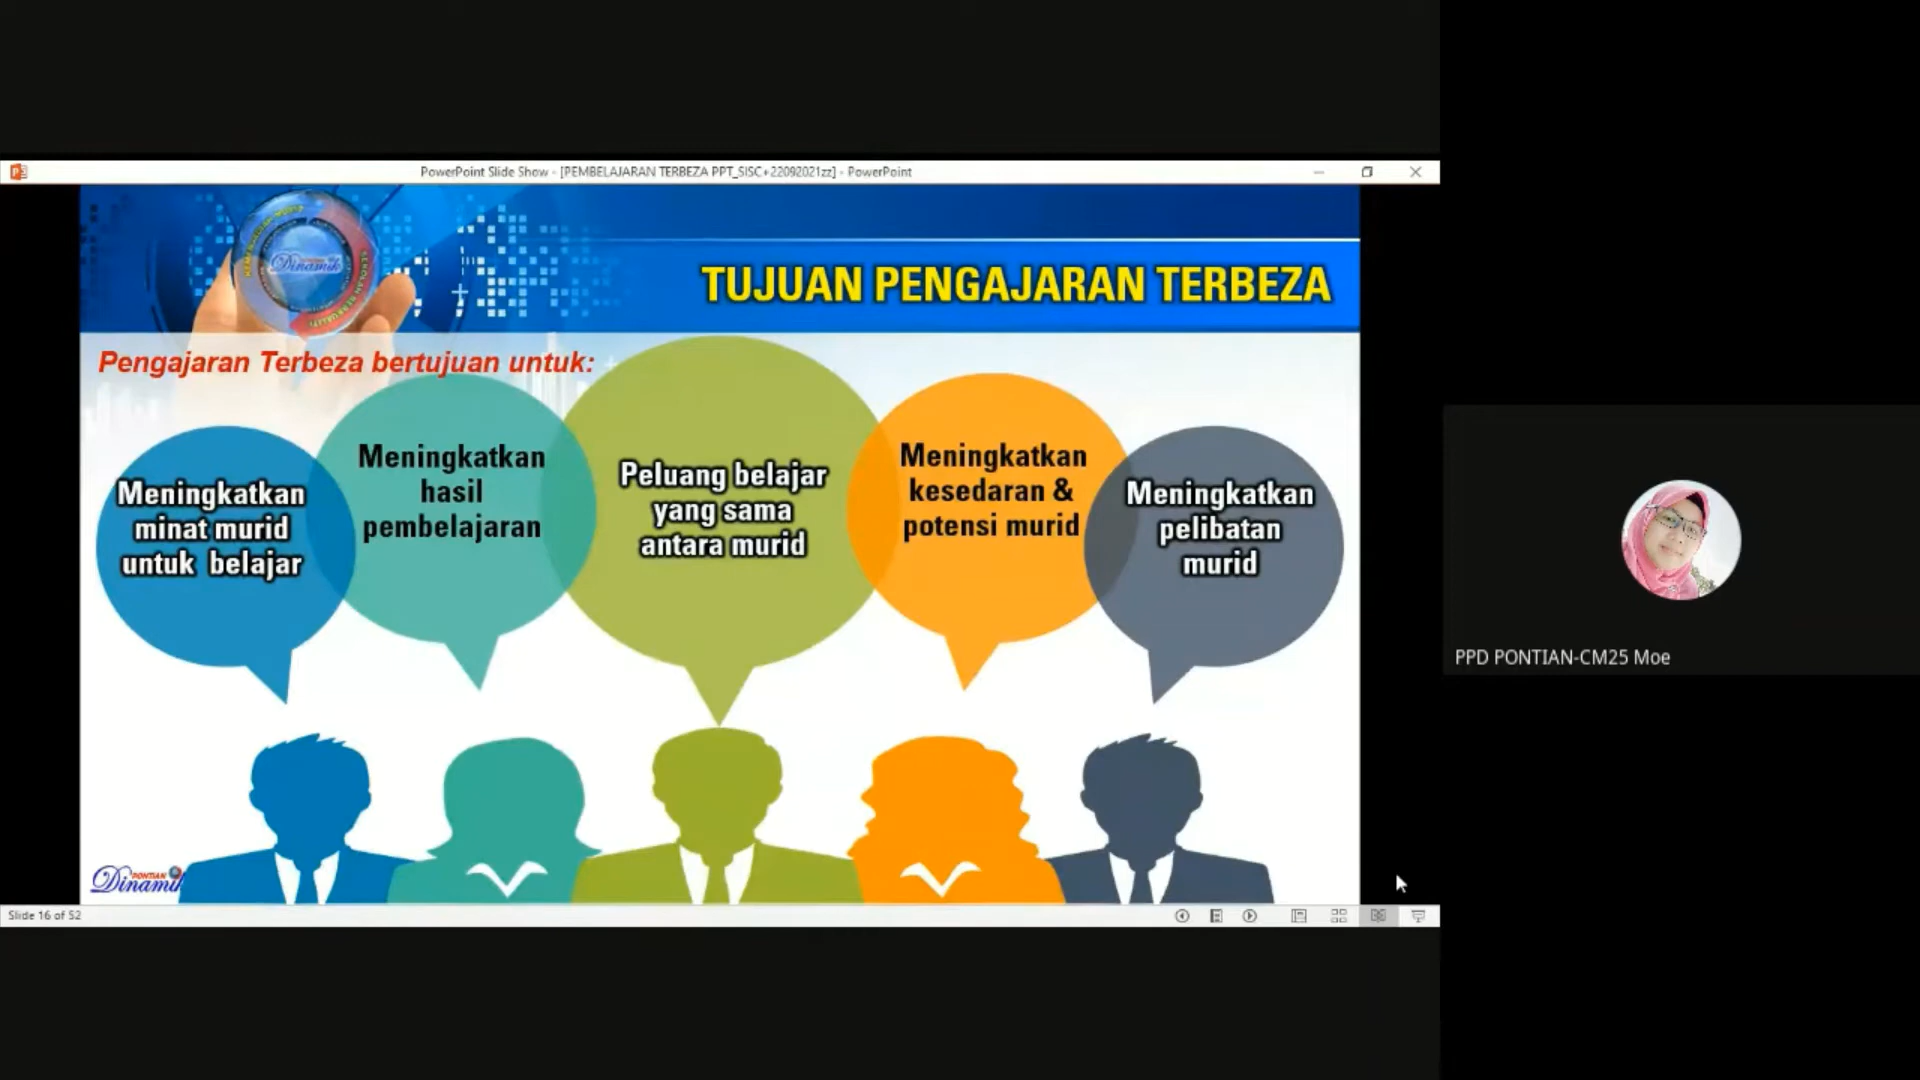 PowerPoint Slide Show - [PEMBELAJARAN TERBEZA PPT_SISC+22092021zz] - PowerPoint
Dinamik
TUJUAN PENGAJARAN TERBEZA
Pengajaran Terbeza bertujuan untuk:
Meningkatkan
minat murid
untuk belajar
Meningkatkan
hasil
pembelajaran
Peluang belajar
yang sama
antara murid
Meningkatkan
kesedaran &
potensi murid
Meningkatkan
pelibatan
murid
PPD PONTIAN-CM25 Moe
PONTIAN
Dinamik
Slide 16 of 52